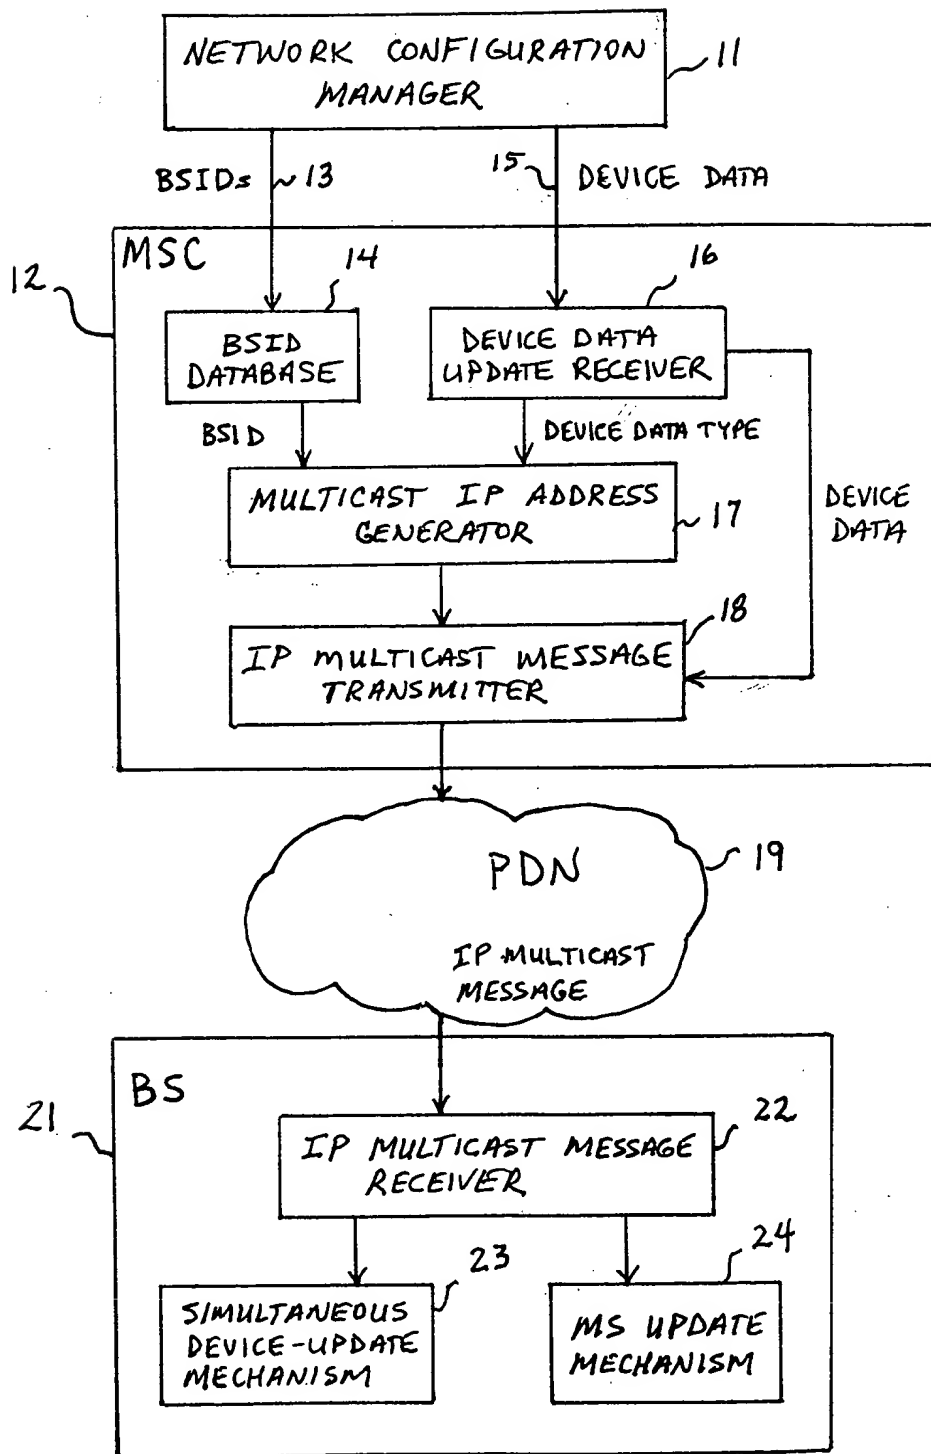 NETWORK CONFIGURATION
MANAGER
11
BSIDs
13
15
DEVICE DATA
MSC
12
14
16
BSID
DATABASE
DEVICE DATA
UPDATE RECEIVER
BSID
DEVICE DATA TYPE
MULTICAST IP ADDRESS
GENERATOR
17
DEVICE
DATA
18
IP MULTICAST MESSAGE
TRANSMITTER
PDN
19
IP MULTICAST
MESSAGE
BS
21
22
IP MULTICAST MESSAGE
RECEIVER
23
24
SIMULTANEOUS
DEVICE-UPDATE
MECHANISM
MS UPDATE
MECHANISM